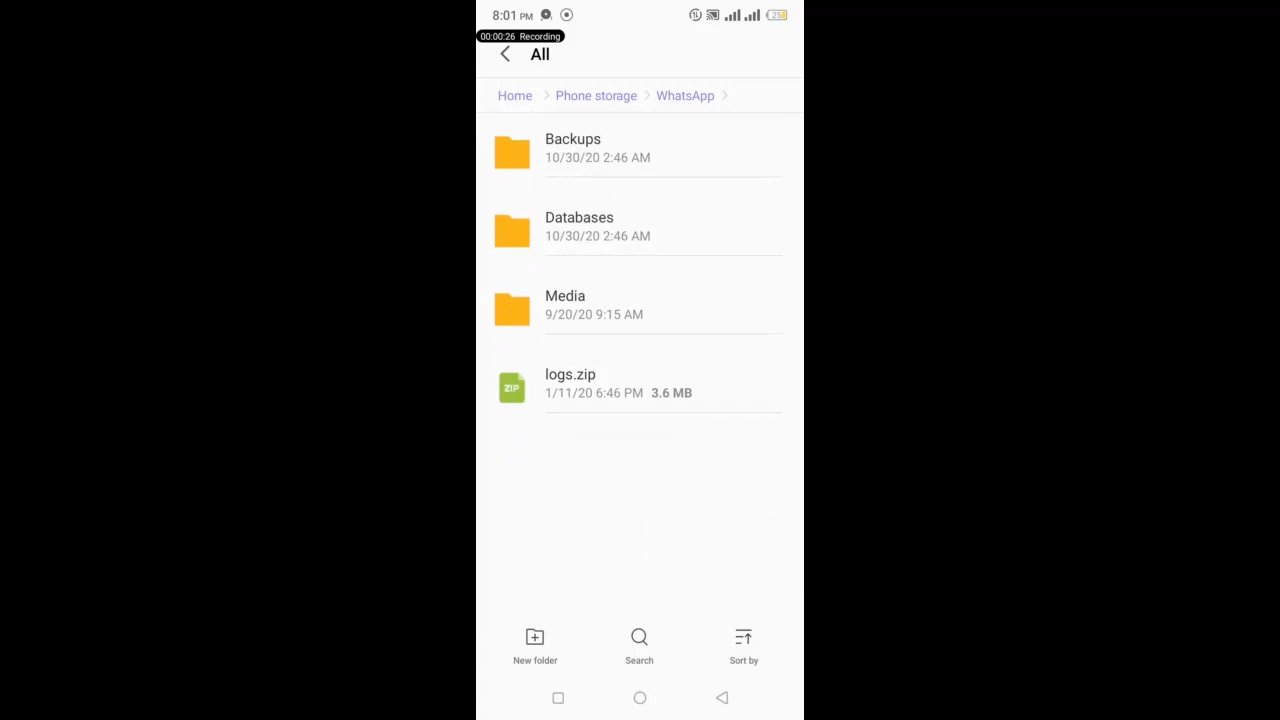 8:01 PM
25
00:00:26 Recording
All
Home Phone storage WhatsApp
Backups
10/30/20 2:46 AM
Databases
10/30/20 2:46 AM
Media
9/20/20 9:15 AM
ZIP
logs.zip
1/11/20 6:46 PM 3.6 MB
New folder Search Sort by